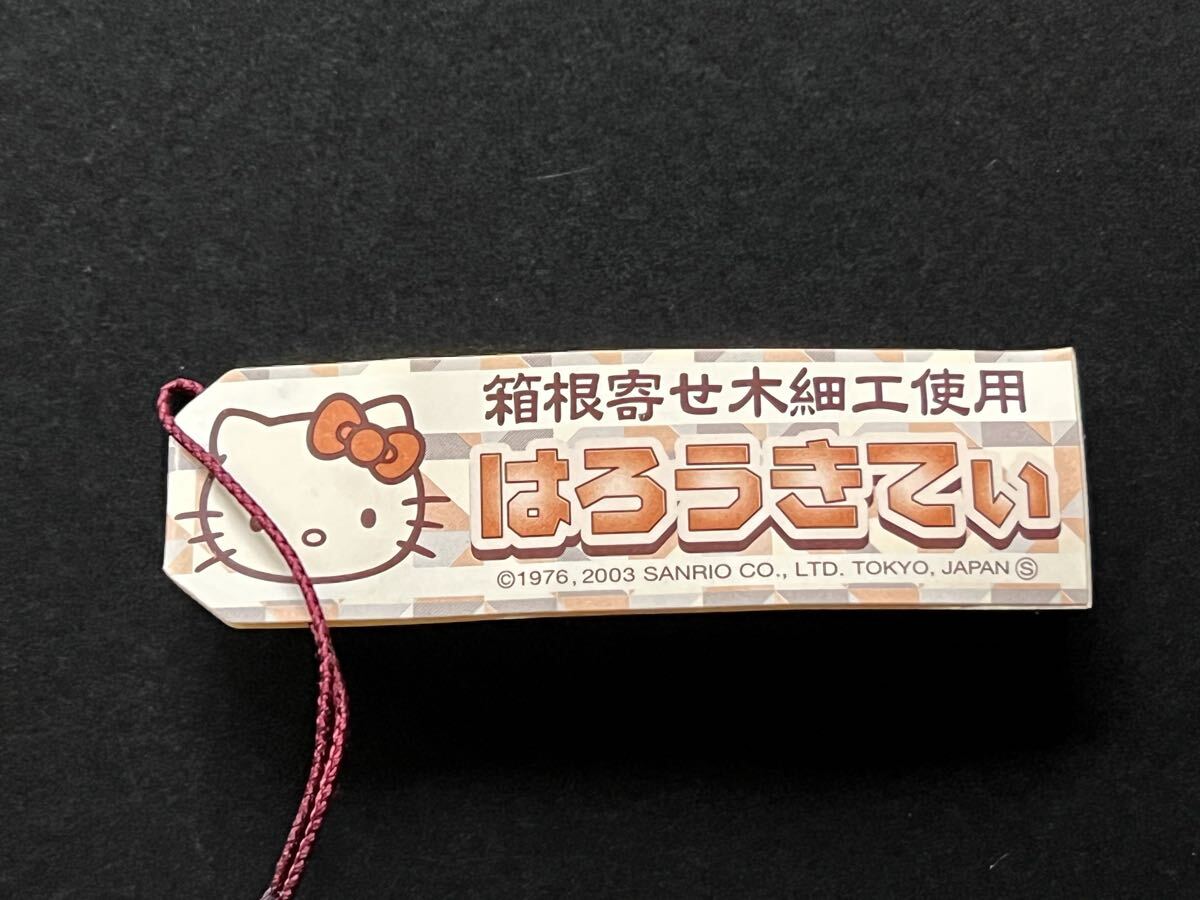 箱根寄せ木細工使用
はろうきてぃ
©1976, 2003 SANRIO CO., LTD. TOKYO, JAPAN Ⓢ